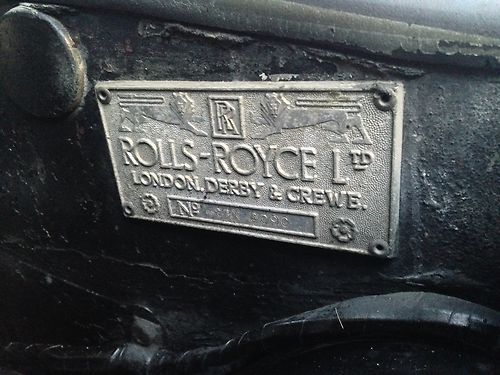 RR
ROLLS-ROYCE LTD
LONDON, DERBY & CREWE.
No